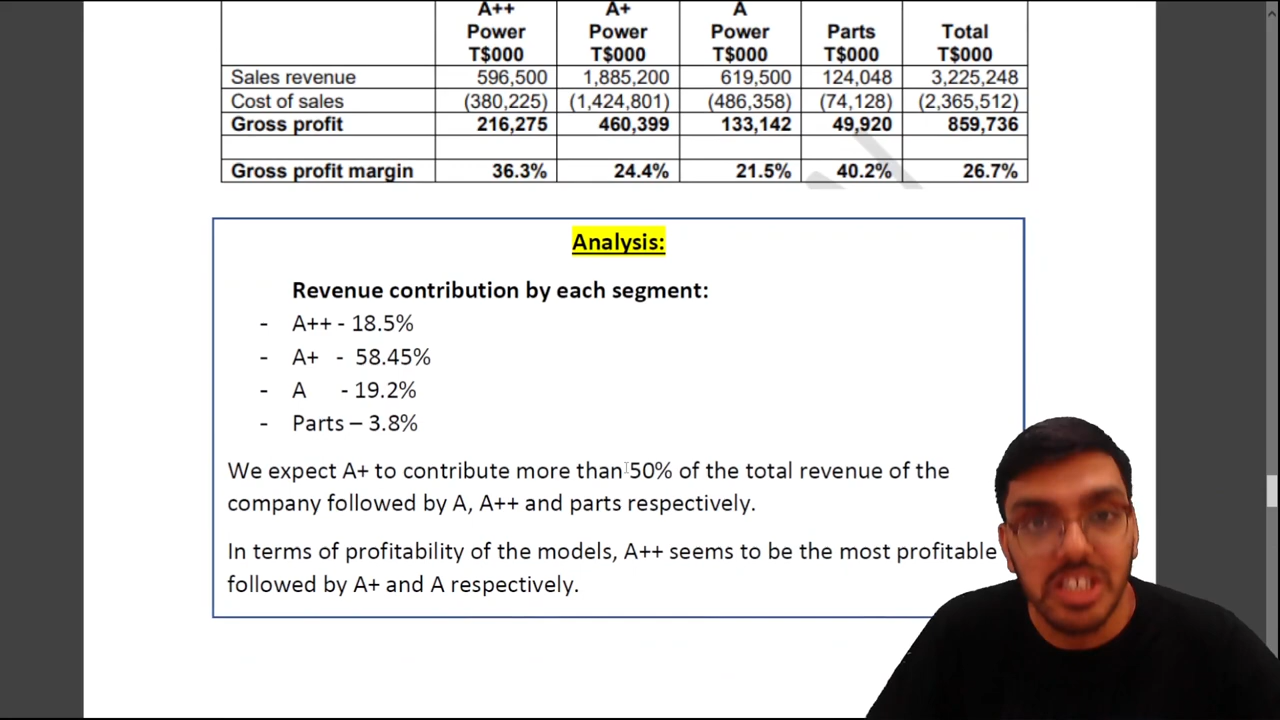 A++ A+ A
Power Power Power Parts Total
T$000 T$000 T$000 T$000 T$000
Sales revenue 596,500 1,885,200 619,500 124,048 3,225,248
Cost of sales (380,225) (1,424,801) (486,358) (74,128) (2,365,512)
Gross profit 216,275 460,399 133,142 49,920 859,736
Gross profit margin 36.3% 24.4% 21.5% 40.2% 26.7%
Analysis:
Revenue contribution by each segment:
- A++ - 18.5%
- A+ - 58.45%
- A - 19.2%
- Parts – 3.8%
We expect A+ to contribute more than 50% of the total revenue of the
company followed by A, A++ and parts respectively.
In terms of profitability of the models, A++ seems to be the most profitable
followed by A+ and A respectively.